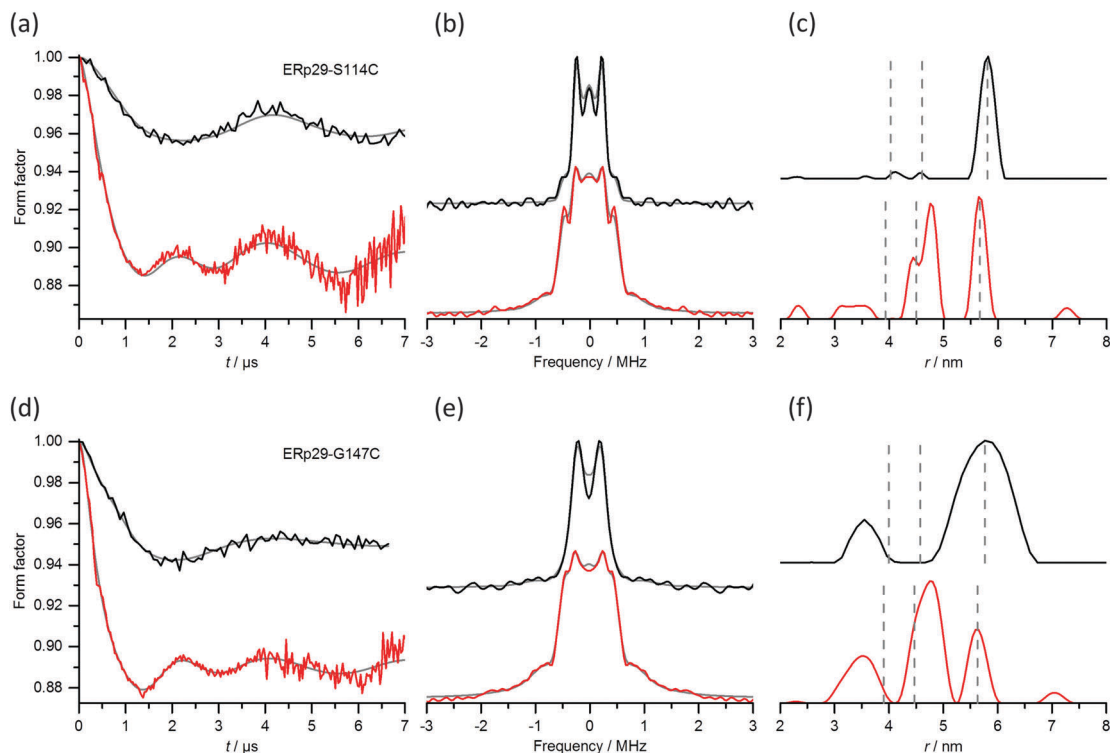 (a)
(b)
(c)
1.00
0.98
0.96
0.94
0.92
0.90
0.88
Form factor
ERp29-S114C
0 1 2 3 4 5 6 7
t / µs
-3 -2 -1 0 1 2 3
Frequency / MHz
2 3 4 5 6 7 8
r / nm
(d)
(e)
(f)
1.00
0.96
0.94
0.92
0.90
0.88
Form factor
ERp29-G147C
0 1 2 3 4 5 6 7
t / µs
-3 -2 -1 0 1 2 3
Frequency / MHz
2 3 4 5 6 7 8
r / nm